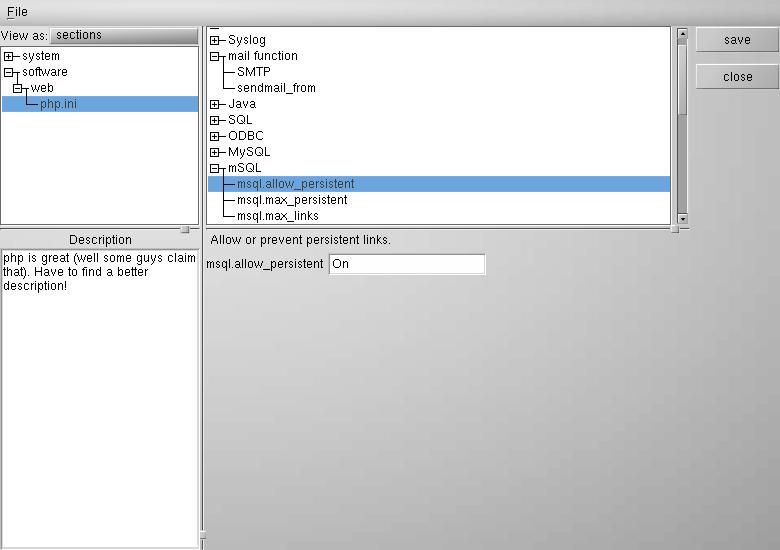 File
View as: sections
system
software
web
php.ini
Syslog
mail function
SMTP
sendmail_from
Java
SQL
ODBC
MySQL
mSQL
msql.allow_persistent
msql.max_persistent
msql.max_links
save
close
Description
php is great (well some guys claim
that). Have to find a better
description!
Allow or prevent persistent links.
msql.allow_persistent On